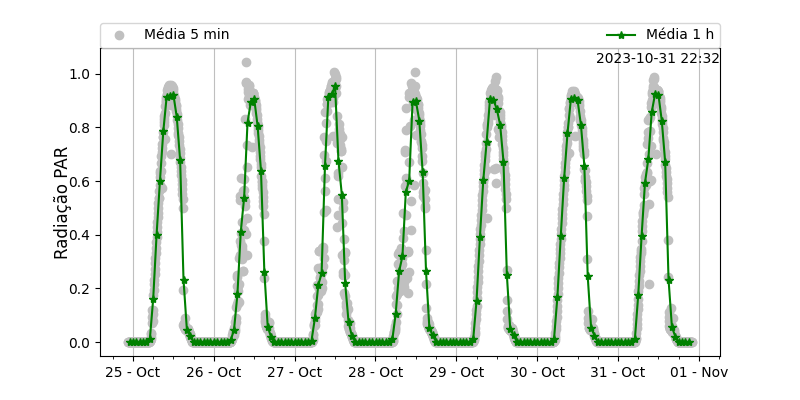 Média 5 min
Média 1 h
2023-10-31 22:32
Radiação PAR
1.0
0.8
0.6
0.4
0.2
0.0
25 - Oct
26 - Oct
27 - Oct
28 - Oct
29 - Oct
30 - Oct
31 - Oct
01 - Nov